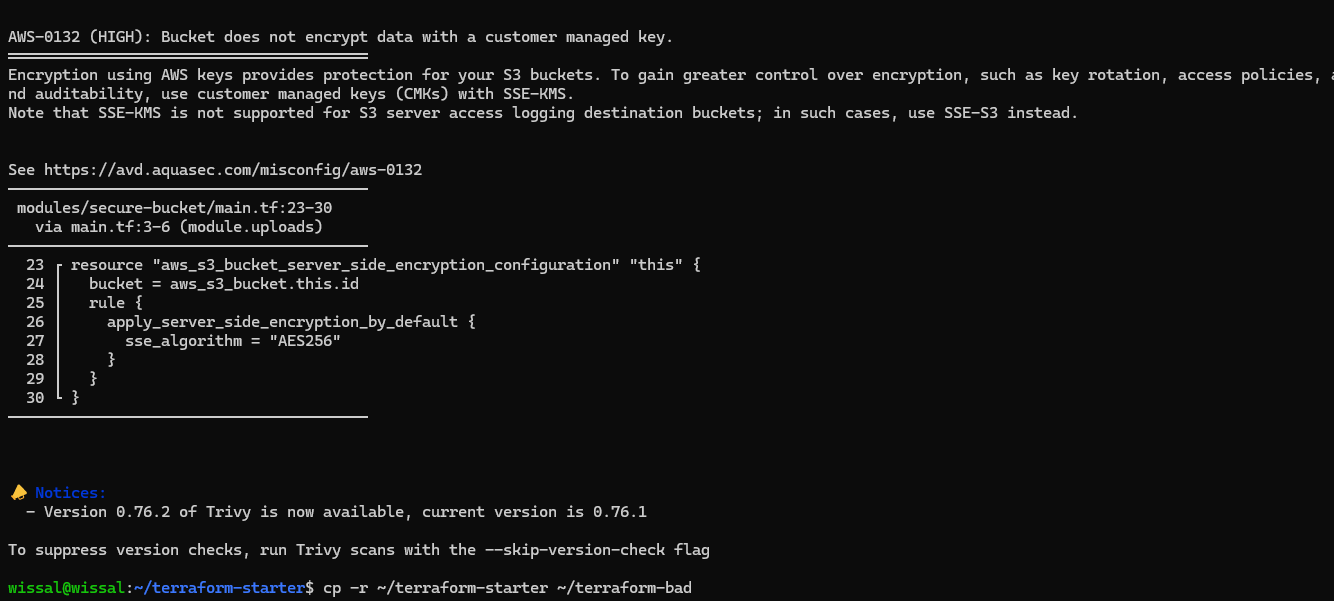 AWS-0132 (HIGH): Bucket does not encrypt data with a customer managed key.
Encryption using AWS keys provides protection for your S3 buckets. To gain greater control over encryption, such as key rotation, access policies, a
nd auditability, use customer managed keys (CMKs) with SSE-KMS.
Note that SSE-KMS is not supported for S3 server access logging destination buckets; in such cases, use SSE-S3 instead.
See https://avd.aquasec.com/misconfig/aws-0132
modules/secure-bucket/main.tf:23-30
via main.tf:3-6 (module.uploads)
23 resource "aws_s3_bucket_server_side_encryption_configuration" "this" {
24 bucket = aws_s3_bucket.this.id
25 rule {
26 apply_server_side_encryption_by_default {
27 sse_algorithm = "AES256"
28 }
29 }
30 }
Notices:
- Version 0.76.2 of Trivy is now available, current version is 0.76.1
To suppress version checks, run Trivy scans with the --skip-version-check flag
wissal@wissal:~/terraform-starter$ cp -r ~/terraform-starter ~/terraform-bad